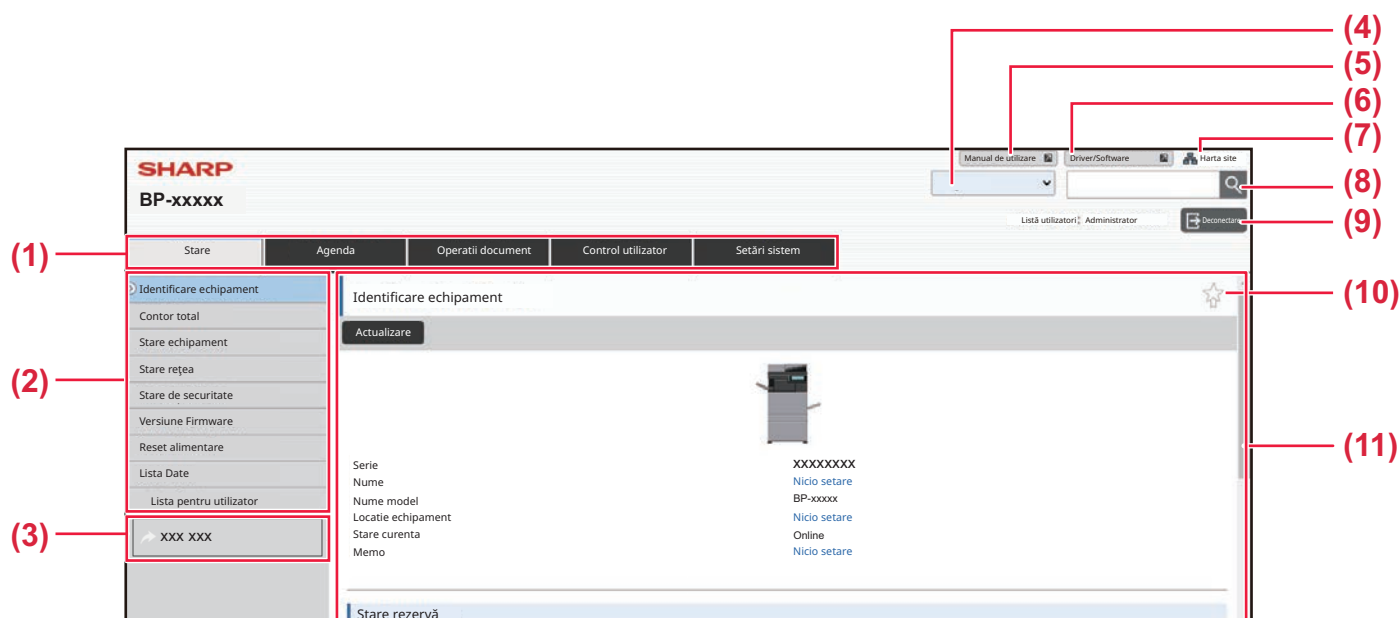 (4)
(5)
(6)
(7)
SHARP
Manual de utilizare
Driver/Software
Harta site
BP-xxxxx
(8)
Listă utilizatori: Administrator
Deconectare
(9)
(1)
Stare
Agenda
Operatii document
Control utilizator
Setări sistem
(2)
Identificare echipament
Contor total
Stare echipament
Stare rețea
Stare de securitate
Versiune Firmware
Reset alimentare
Lista Date
Lista pentru utilizator
(3)
XXX XXX
Identificare echipament
(10)
Actualizare
(11)
Serie XXXXXXXX
Nume Nicio setare
Nume model BP-xxxxx
Locatie echipament Nicio setare
Stare curenta Online
Memo Nicio setare
Stare rezervă